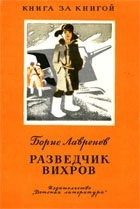 КНИГА ЗА КНИГОЙ
Борис Лавренев
РАЗВЕДЧИК
ВИХРОВ
Издательство
"Детская литература"